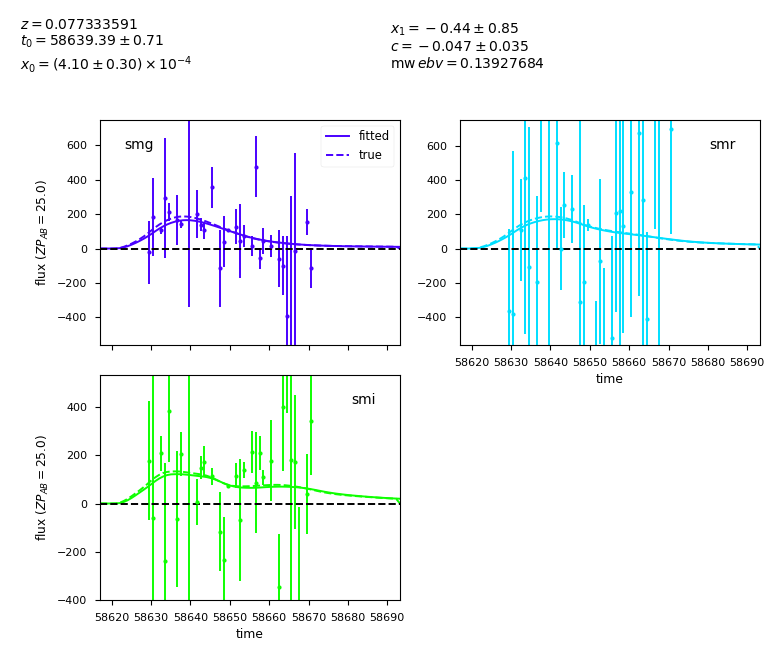 z = 0.077333591
t₀ = 58639.39 ± 0.71
x₀ = (4.10 ± 0.30) × 10⁻⁴
x₁ = −0.44 ± 0.85
c = −0.047 ± 0.035
mw ebv = 0.13927684
smg
fitted
true
600
400
200
0
−200
−400
flux (ZP_AB = 25.0)
smr
600
400
200
0
−200
−400
58620 58630 58640 58650 58660 58670 58680 58690
time
smi
400
200
0
−200
−400
flux (ZP_AB = 25.0)
58620 58630 58640 58650 58660 58670 58680 58690
time